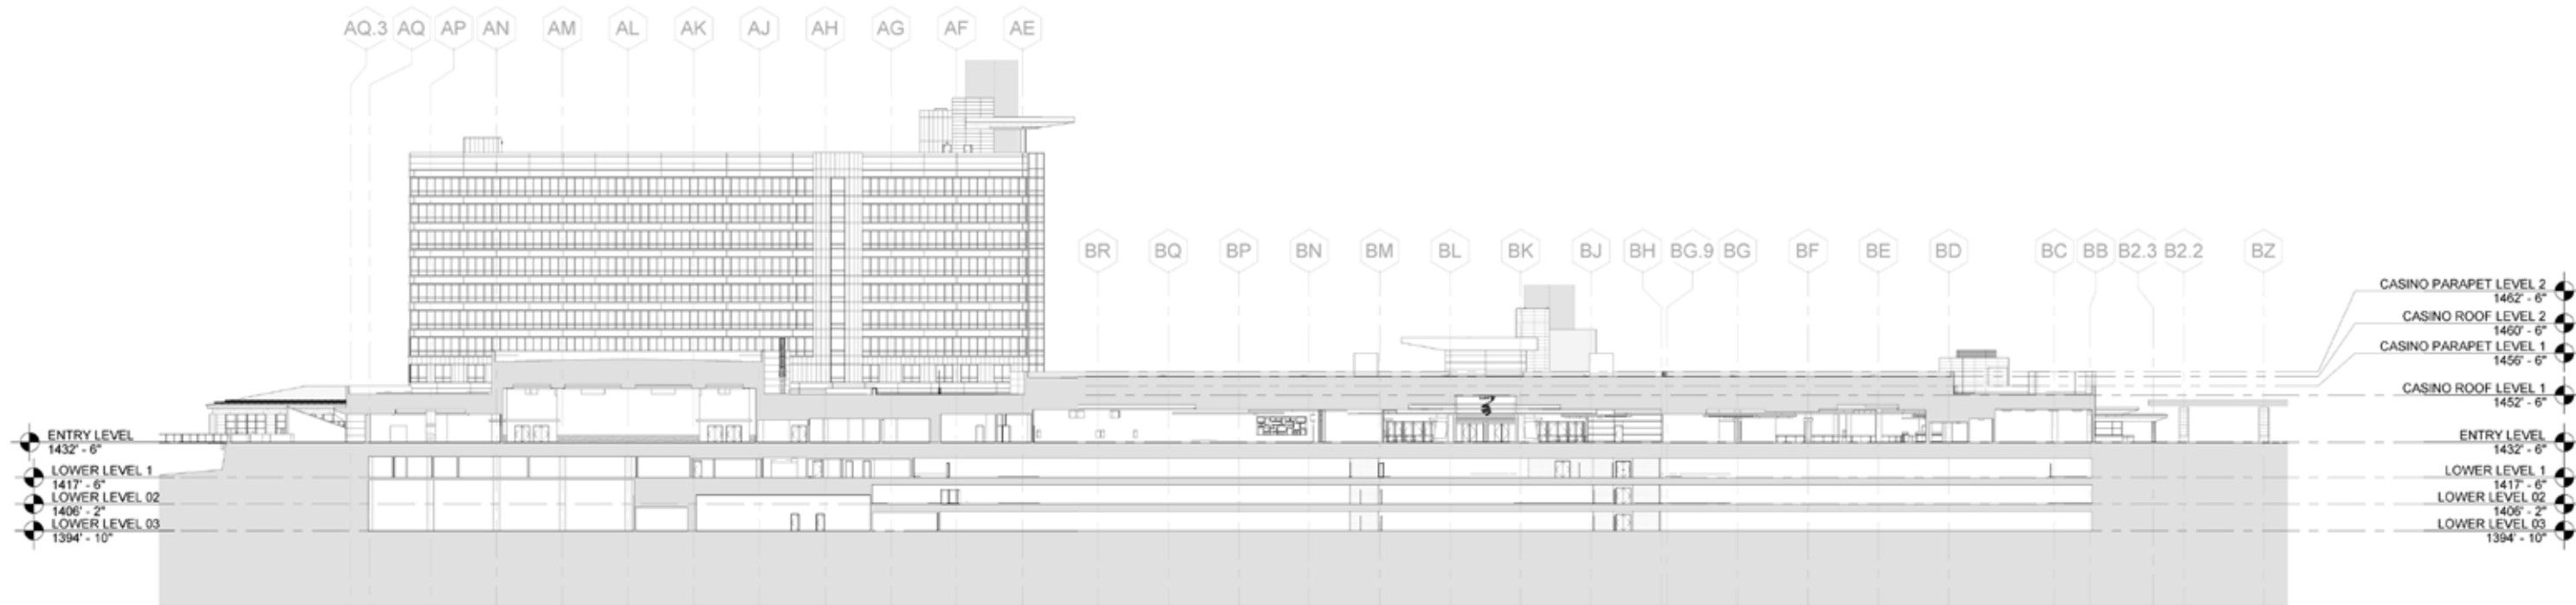 AQ.3 AQ AP AN AM AL AK AJ AH AG AF AE
BR BQ BP BN BM BL BK BJ BH BG.9 BG BF BE BD BC BB B2.3 B2.2 BZ
CASINO PARAPET LEVEL 2
1462' - 6"
CASINO ROOF LEVEL 2
1460' - 6"
CASINO PARAPET LEVEL 1
1456' - 6"
CASINO ROOF LEVEL 1
1452' - 6"
ENTRY LEVEL
1432' - 6"
LOWER LEVEL 1
1417' - 6"
LOWER LEVEL 02
1406' - 2"
LOWER LEVEL 03
1394' - 10"
ENTRY LEVEL
1432' - 6"
LOWER LEVEL 1
1417' - 6"
LOWER LEVEL 02
1406' - 2"
LOWER LEVEL 03
1394' - 10"